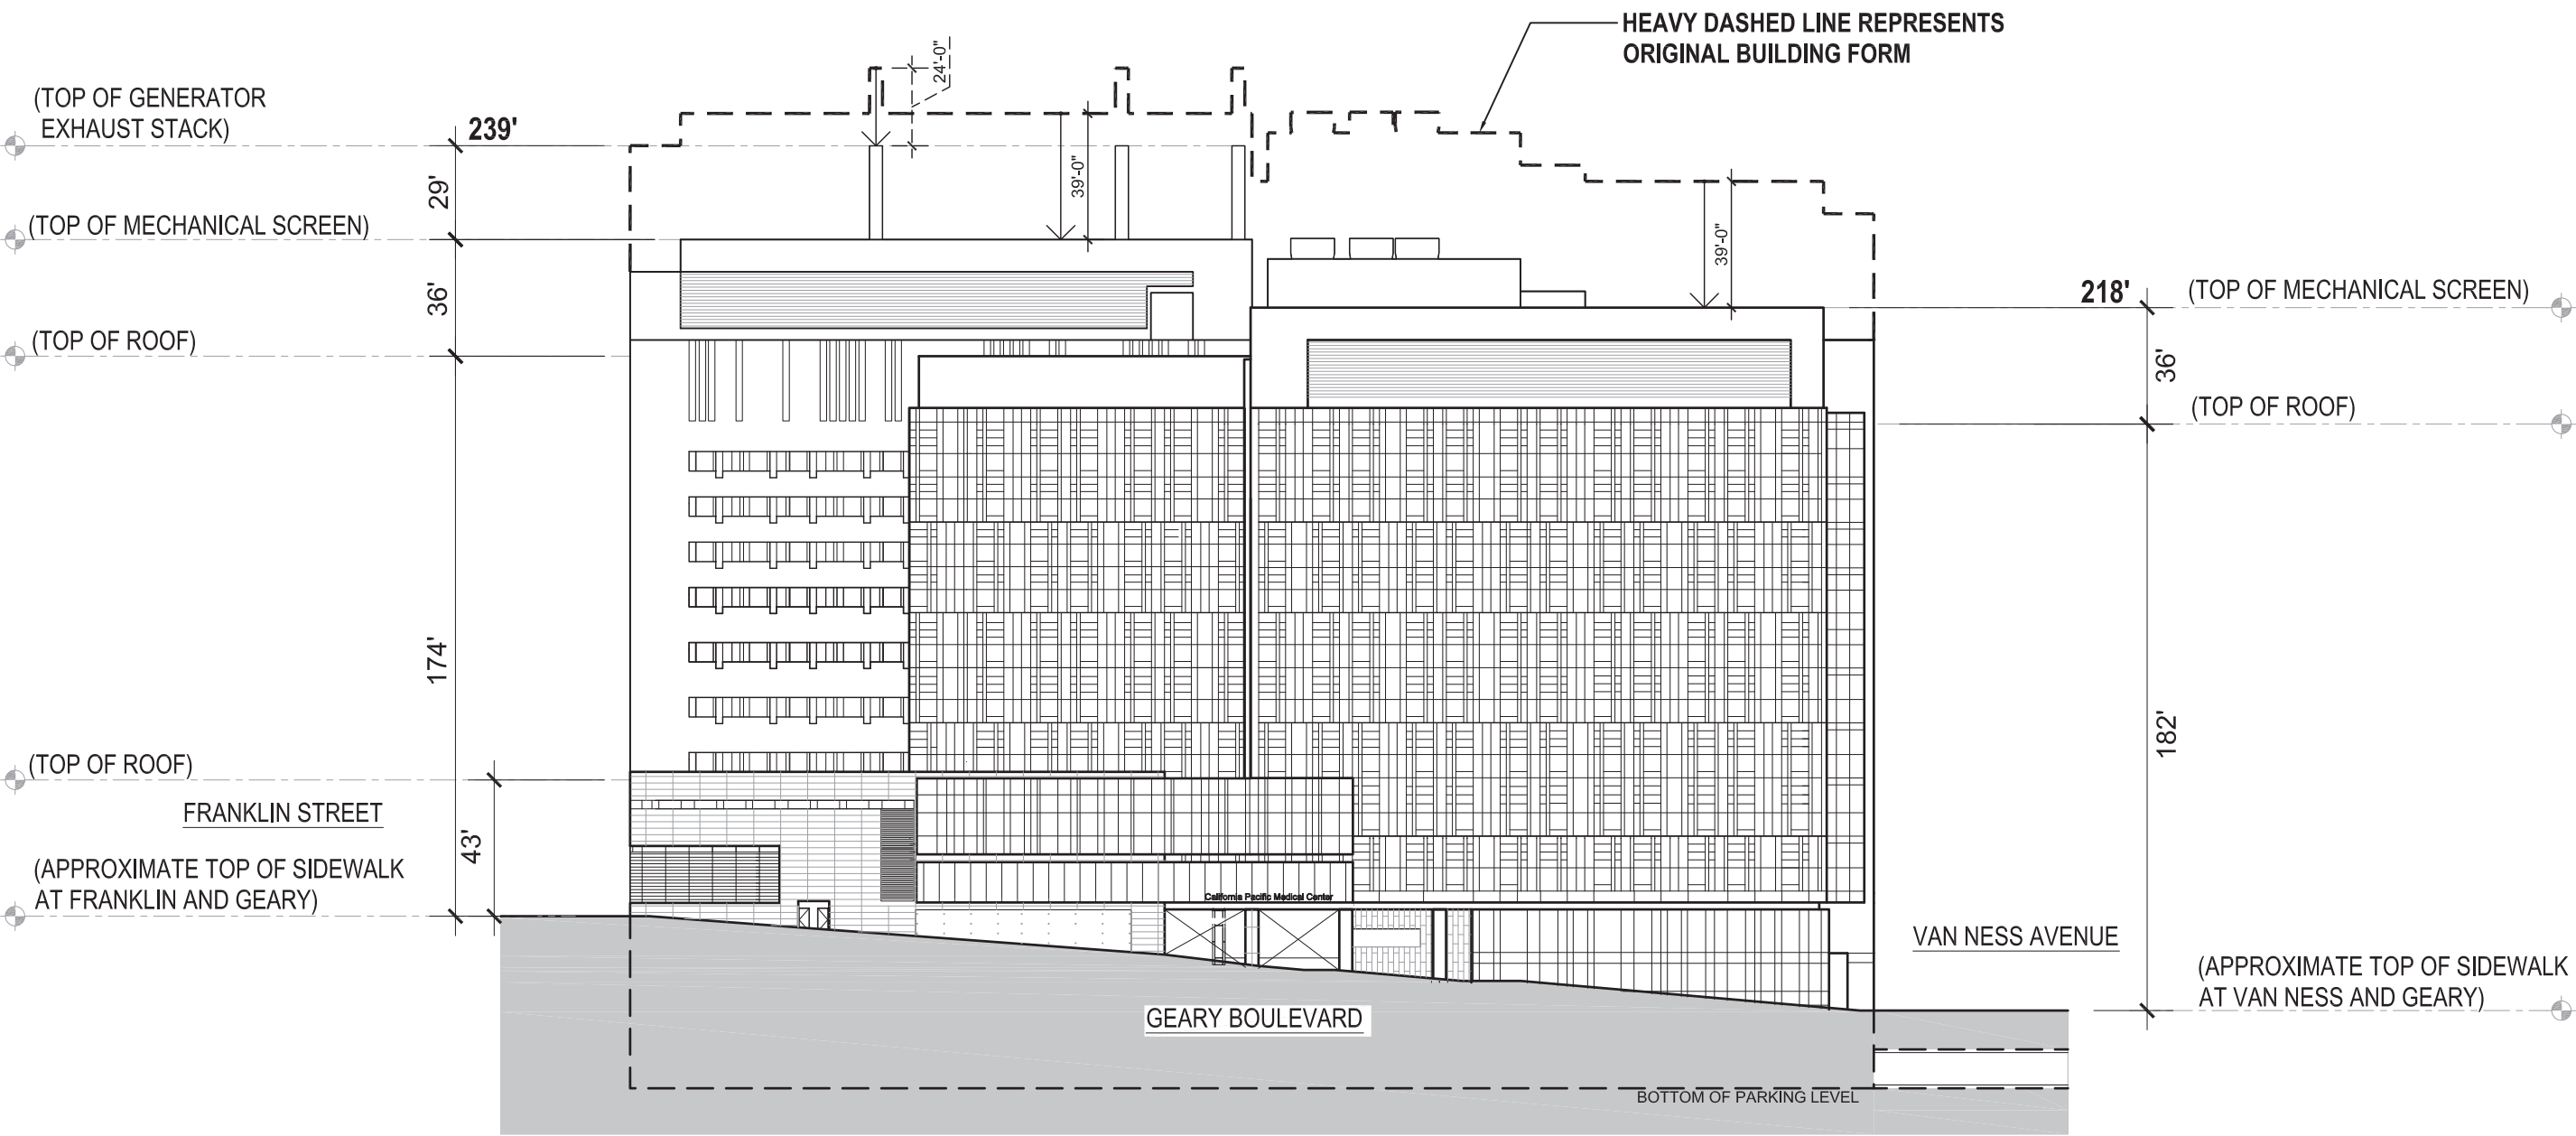 HEAVY DASHED LINE REPRESENTS
ORIGINAL BUILDING FORM
24'-0"
(TOP OF GENERATOR
EXHAUST STACK)
239'
29'
39'-0"
(TOP OF MECHANICAL SCREEN)
39'-0"
218'
(TOP OF MECHANICAL SCREEN)
36'
(TOP OF ROOF)
36'
(TOP OF ROOF)
174'
182'
(TOP OF ROOF)
FRANKLIN STREET
43'
(APPROXIMATE TOP OF SIDEWALK
AT FRANKLIN AND GEARY)
California Pacific Medical Center
VAN NESS AVENUE
(APPROXIMATE TOP OF SIDEWALK
AT VAN NESS AND GEARY)
GEARY BOULEVARD
BOTTOM OF PARKING LEVEL